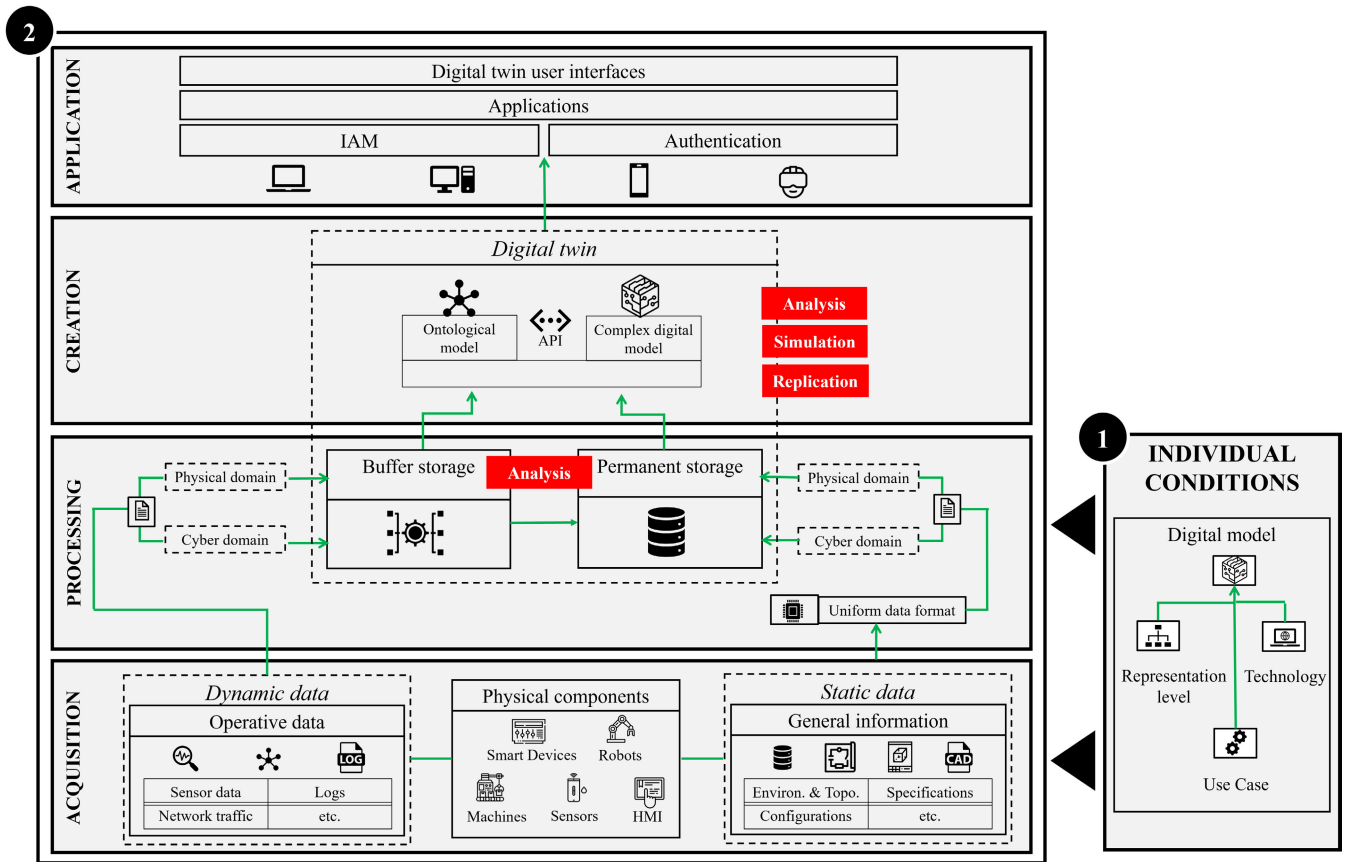 2
APPLICATION
Digital twin user interfaces
Applications
IAM
Authentication
CREATION
Digital twin
Ontological
model
API
Complex digital
model
Analysis
Simulation
Replication
PROCESSING
Physical domain
Cyber domain
Buffer storage
Analysis
Permanent storage
Physical domain
Cyber domain
Uniform data format
ACQUISITION
Dynamic data
Operative data
LOG
Sensor data
Logs
Network traffic
etc.
Physical components
Smart Devices
Robots
Machines
Sensors
HMI
Static data
General information
CAD
Environ. & Topo.
Specifications
Configurations
etc.
1
INDIVIDUAL
CONDITIONS
Digital model
Representation
level
Technology
Use Case